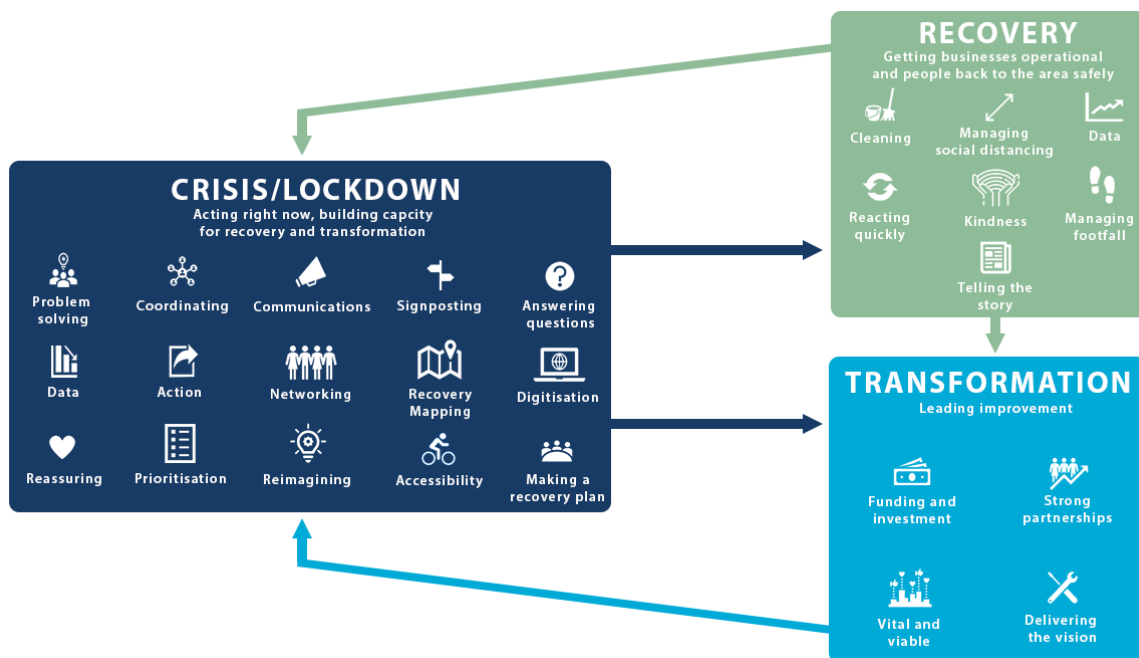 RECOVERY
Getting businesses operational
and people back to the area safely
Cleaning
Managing
social distancing
Data
Reacting
quickly
Kindness
Managing
footfall
Telling the
story
CRISIS/LOCKDOWN
Acting right now, building capcity
for recovery and transformation
Problem
solving
Coordinating
Communications
Signposting
Answering
questions
Data
Action
Networking
Recovery
Mapping
Digitisation
Reassuring
Prioritisation
Reimagining
Accessibility
Making a
recovery plan
TRANSFORMATION
Leading improvement
Funding and
investment
Strong
partnerships
Vital and
viable
Delivering
the vision